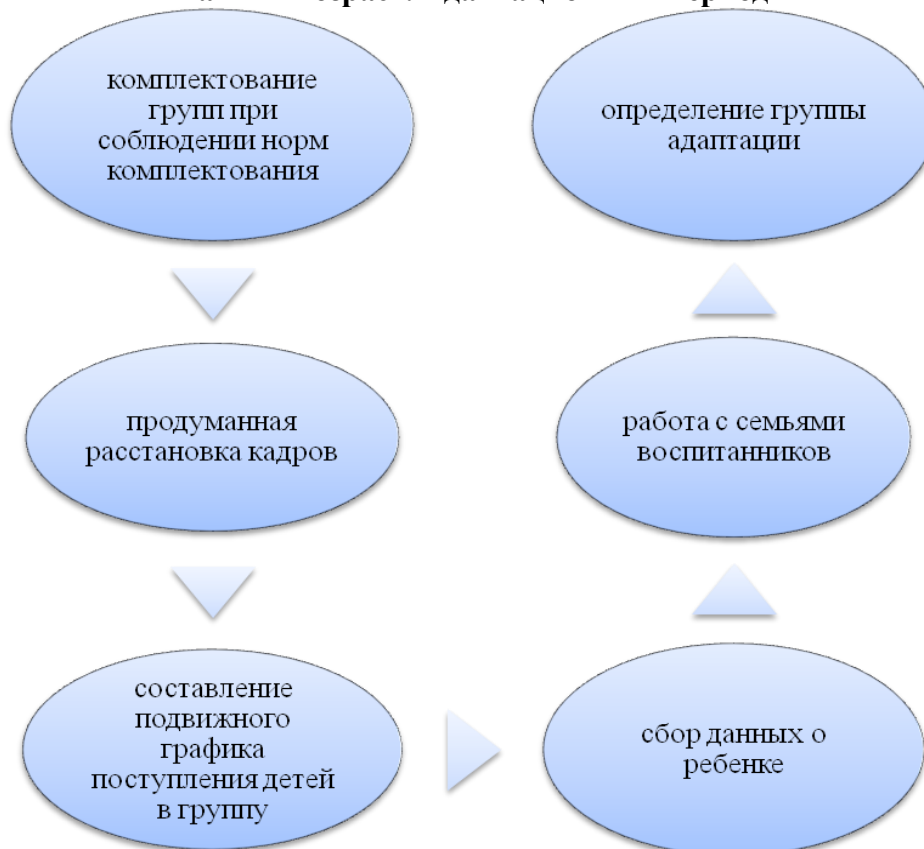 комплектование
групп при
соблюдении норм
комплектования
продуманная
расстановка кадров
составление
подвижного
графика
поступления детей
в группу
сбор данных о
ребенке
работа с семьями
воспитанников
определение группы
адаптации